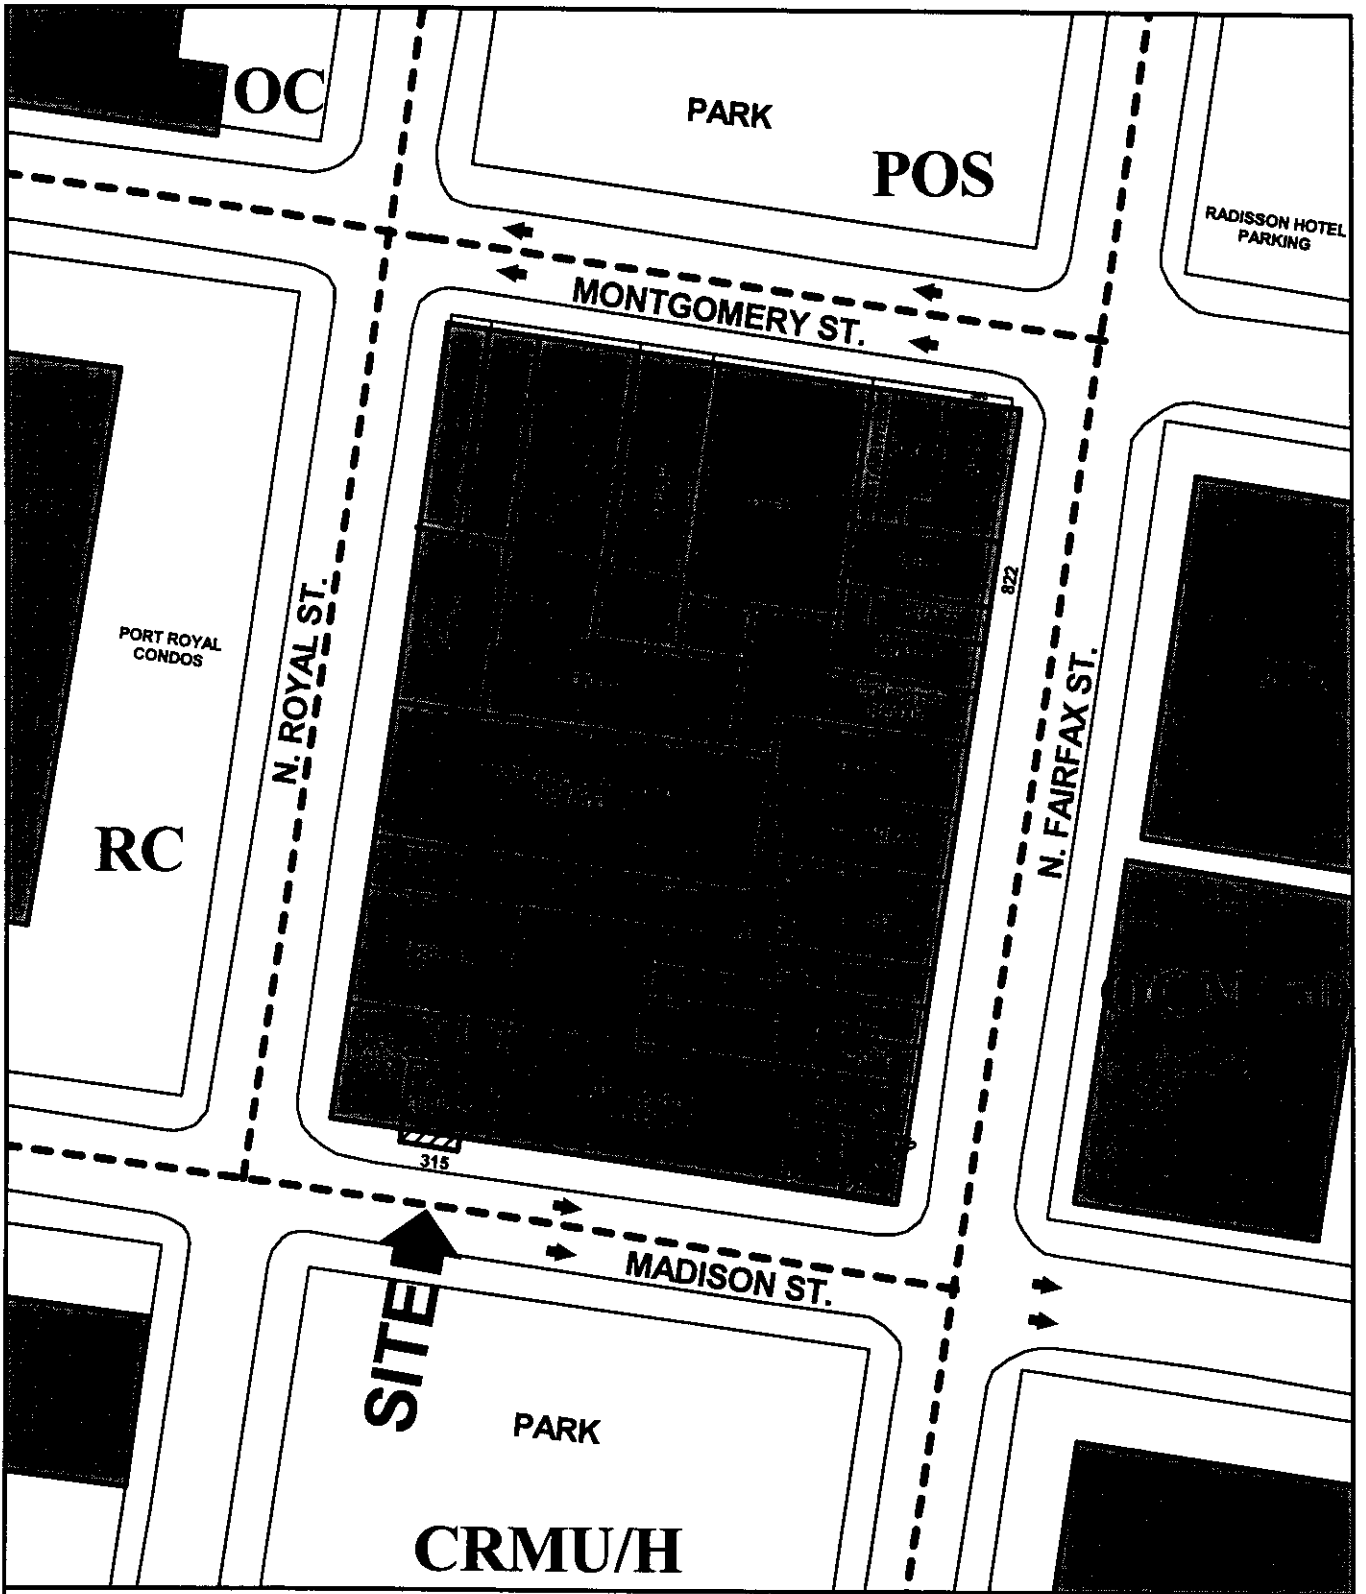 OC
PARK
POS
RADISSON HOTEL
PARKING
MONTGOMERY ST.
822
N. ROYAL ST.
PORT ROYAL
CONDOS
N. FAIRFAX ST.
RC
315
MADISON ST.
SITE
PARK
CRMU/H